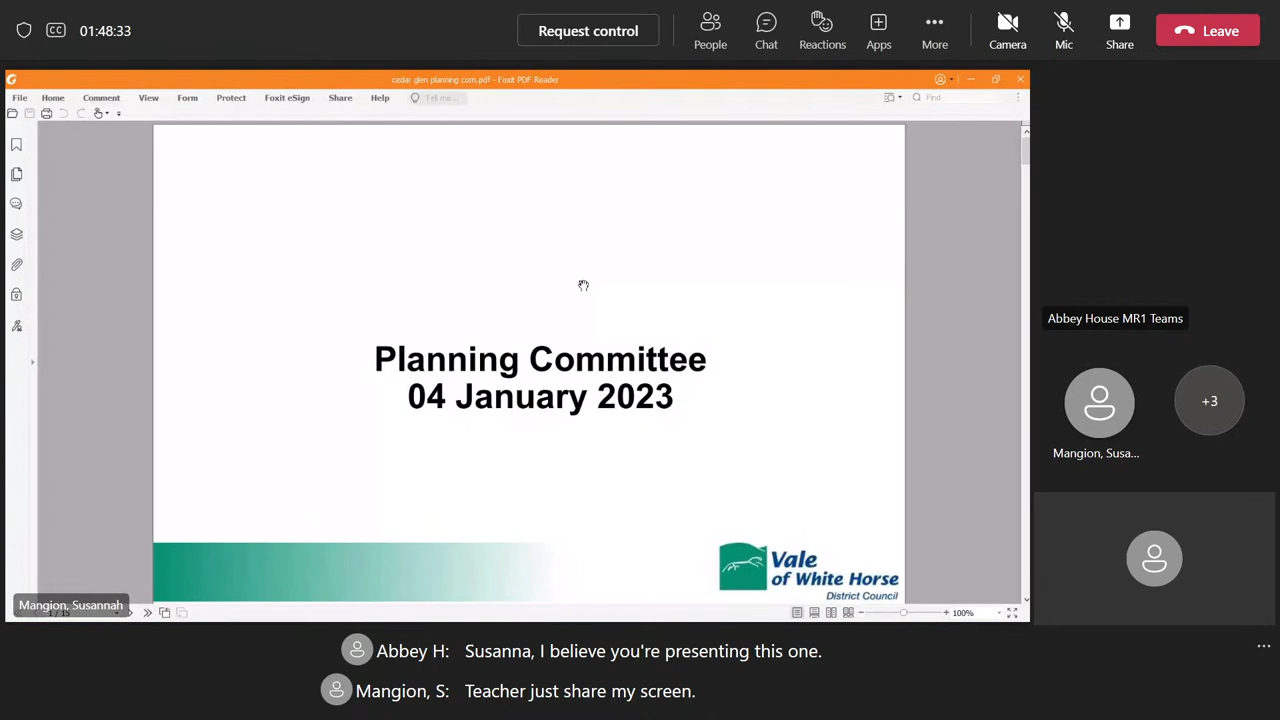 CC 01:48:33 Request control People Chat Reactions Apps More Camera Mic Share Leave
cedar glen planning com.pdf - Foxit PDF Reader
File Home Comment View Form Protect Foxit eSign Share Help Tell me... Find
Planning Committee
04 January 2023
Vale
of White Horse
District Council
Mangion, Susannah
100%
Abbey House MR1 Teams
+3
Mangion, Susa...
Abbey H: Susanna, I believe you're presenting this one.
Mangion, S: Teacher just share my screen.